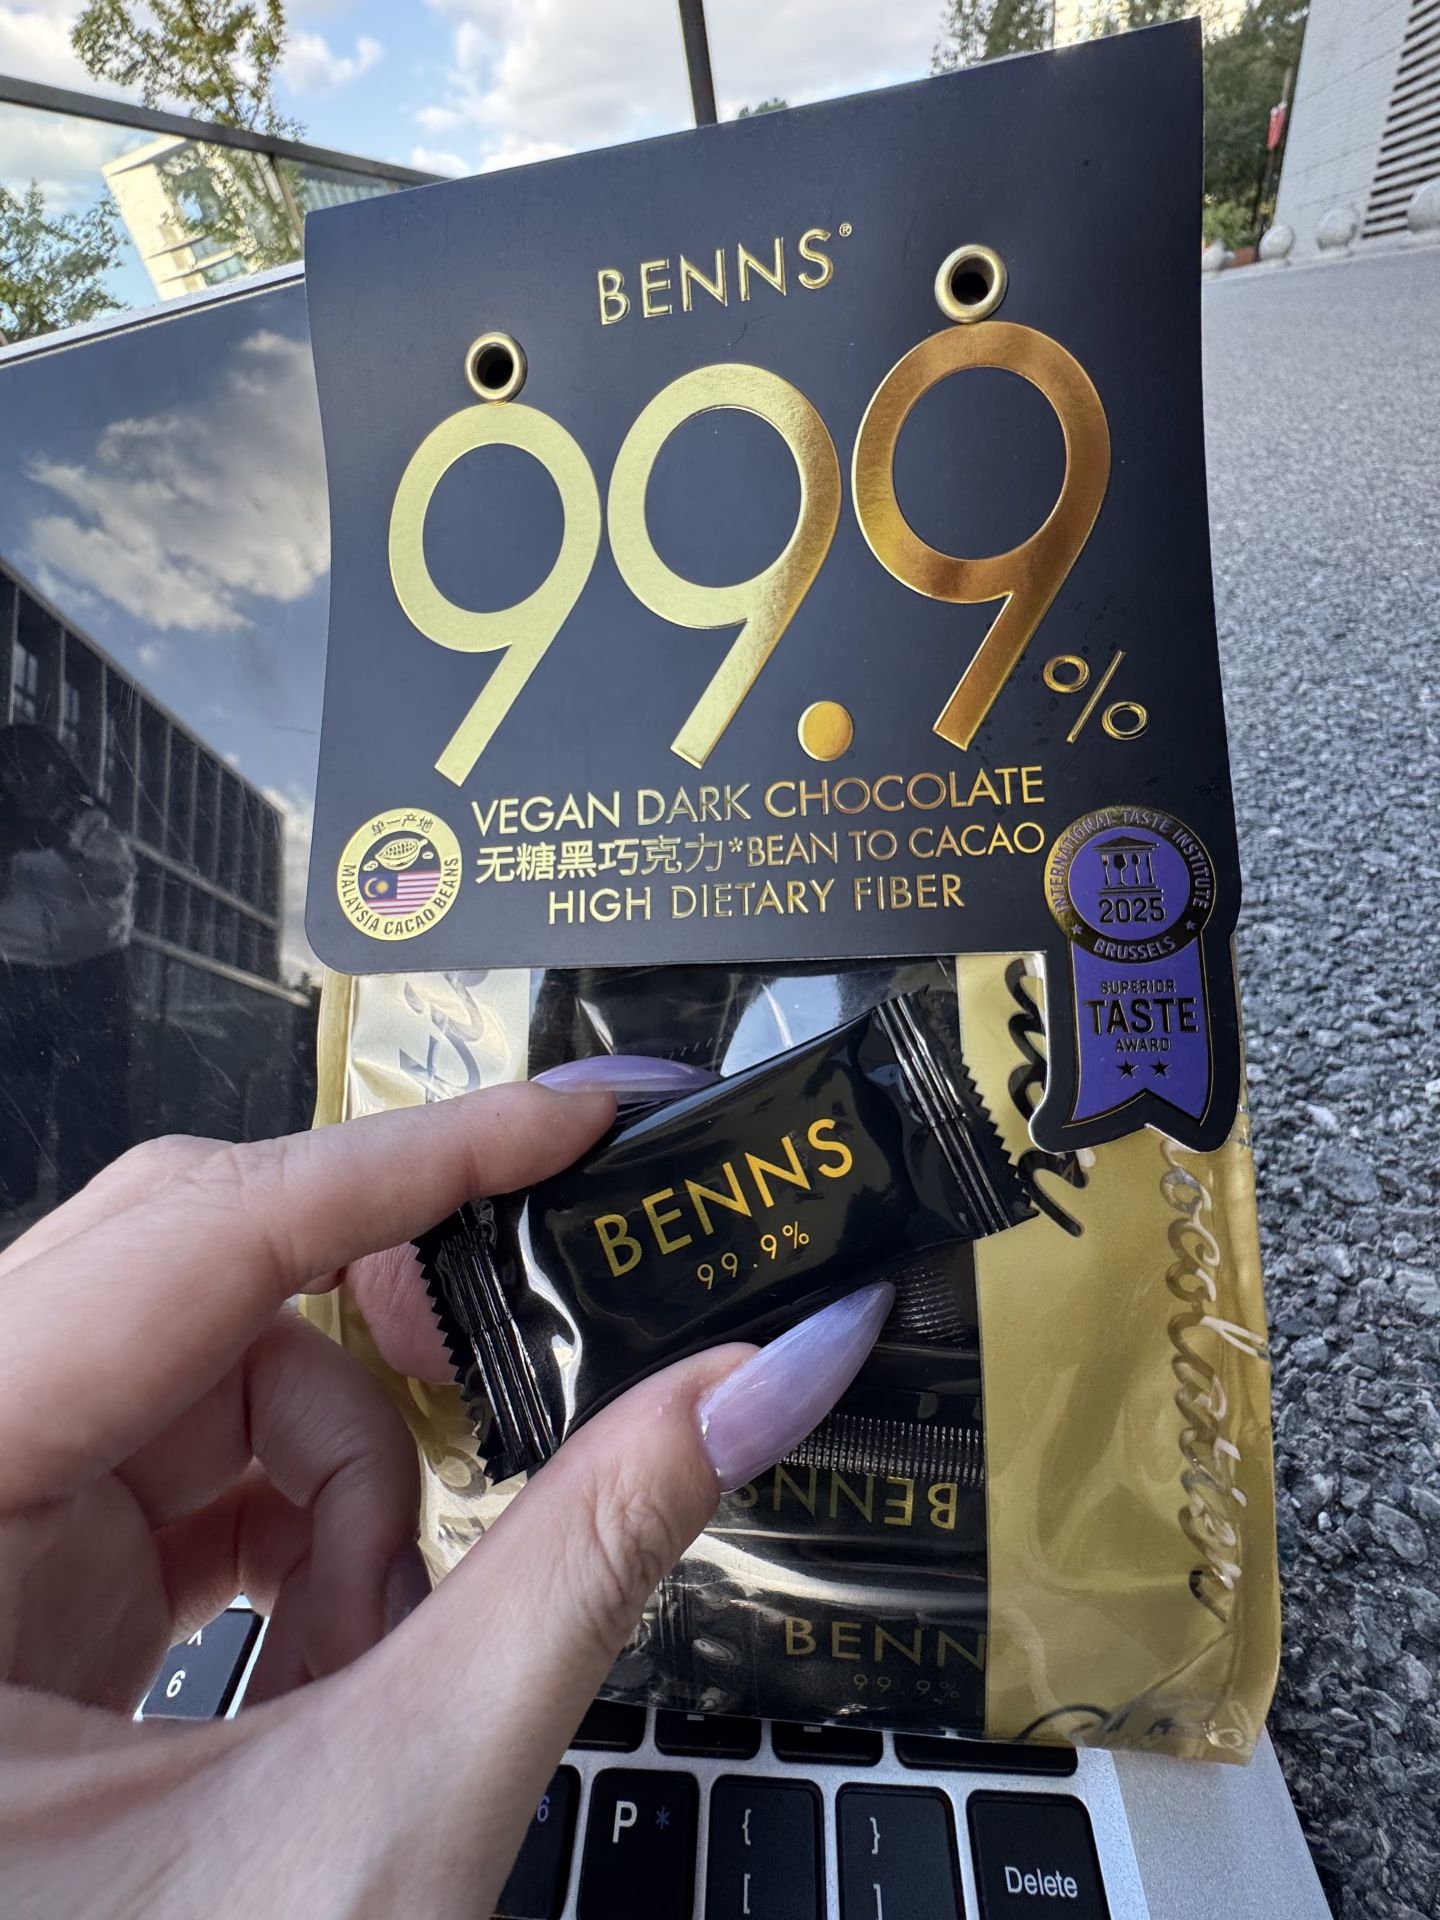 BENNS®
99.9%
VEGAN DARK CHOCOLATE
无糖黑巧克力*BEAN TO CACAO
HIGH DIETARY FIBER
单一产地
MALAYSIA CACAO BEANS
INTERNATIONAL TASTE INSTITUTE
2025
BRUSSELS
SUPERIOR
TASTE
AWARD
BENNS
99.9%
BENNS
BENN
99.9%
6
6
P *
{
[
}
]
Delete